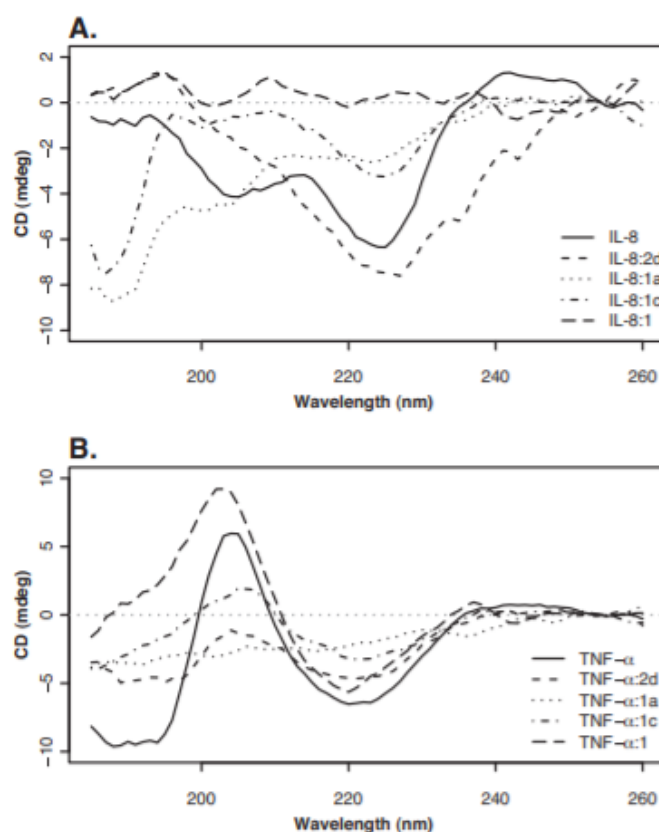 A.
2
0
−2
−4
−6
−8
−10
CD (mdeg)
IL−8
IL−8:2d
IL−8:1a
IL−8:1c
IL−8:1
200
220
240
260
Wavelength (nm)
B.
10
5
0
−5
−10
CD (mdeg)
TNF−α
TNF−α:2d
TNF−α:1a
TNF−α:1c
TNF−α:1
200
220
240
260
Wavelength (nm)